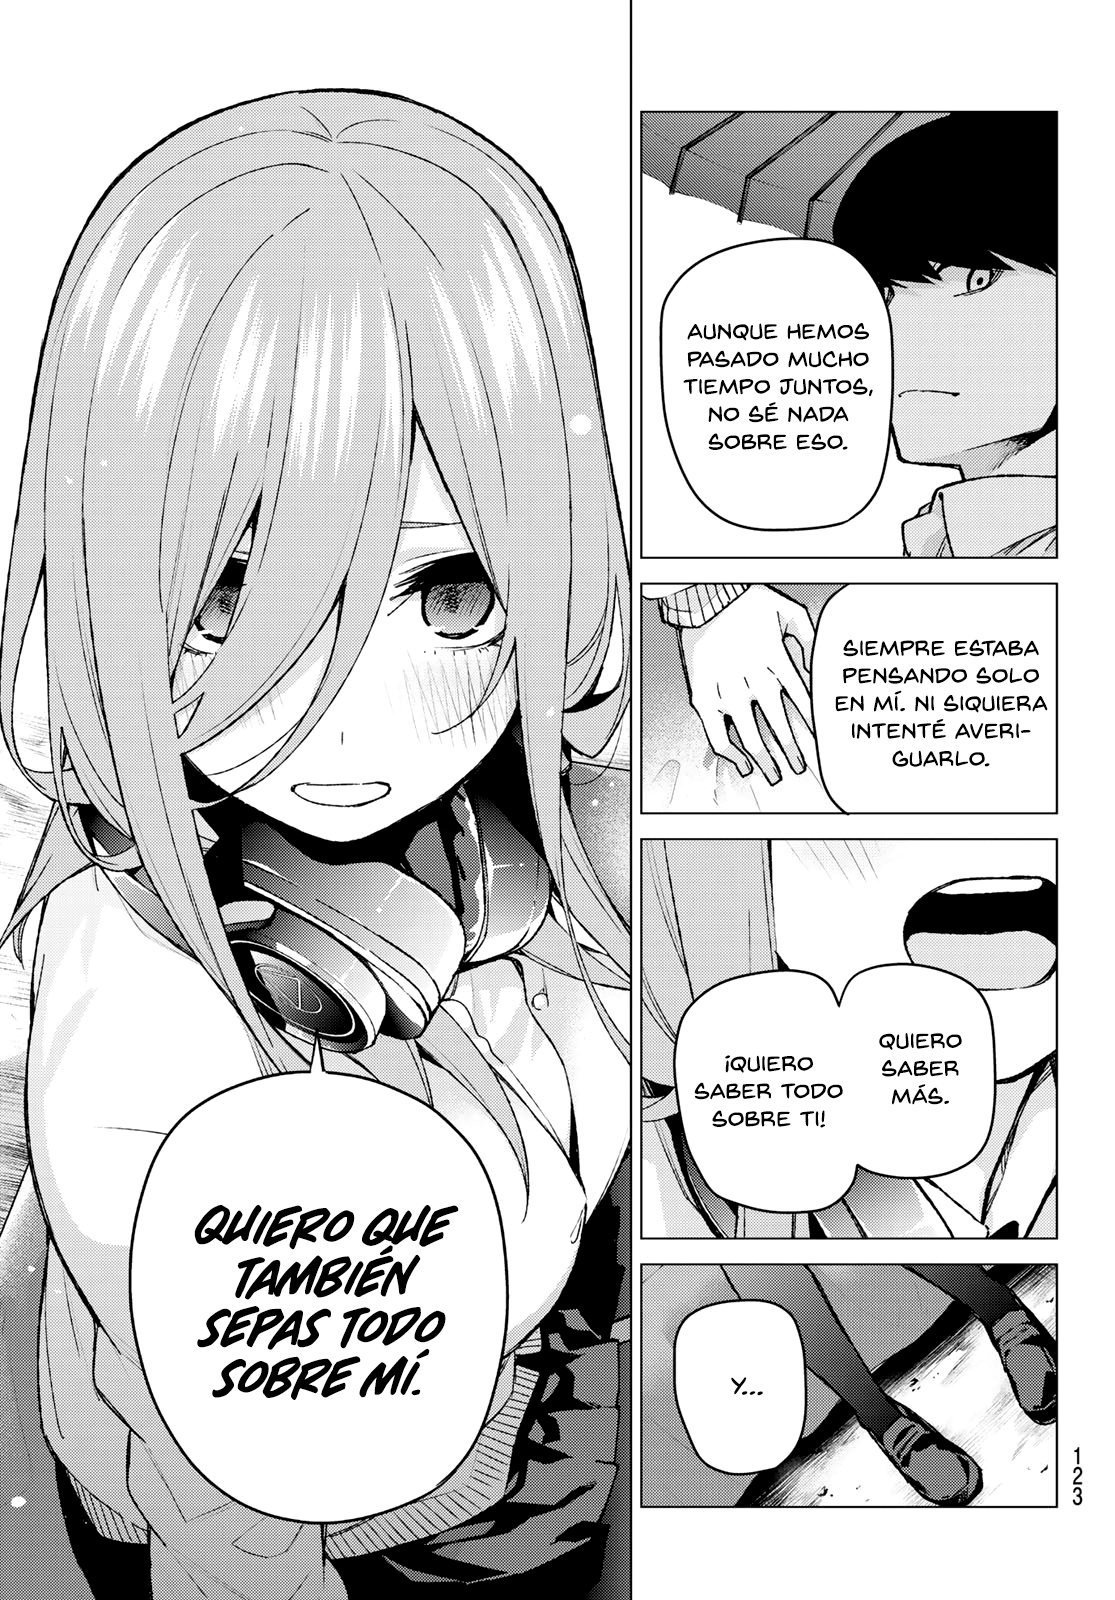 AUNQUE HEMOS
PASADO MUCHO
TIEMPO JUNTOS,
NO SÉ NADA
SOBRE ESO.
SIEMPRE ESTABA
PENSANDO SOLO
EN MÍ. NI SIQUIERA
INTENTÉ AVERI-
GUARLO.
QUIERO
SABER
MÁS.
¡QUIERO
SABER TODO
SOBRE TI!
Y...
QUIERO QUE
TAMBIÉN
SEPAS TODO
SOBRE MÍ.
123